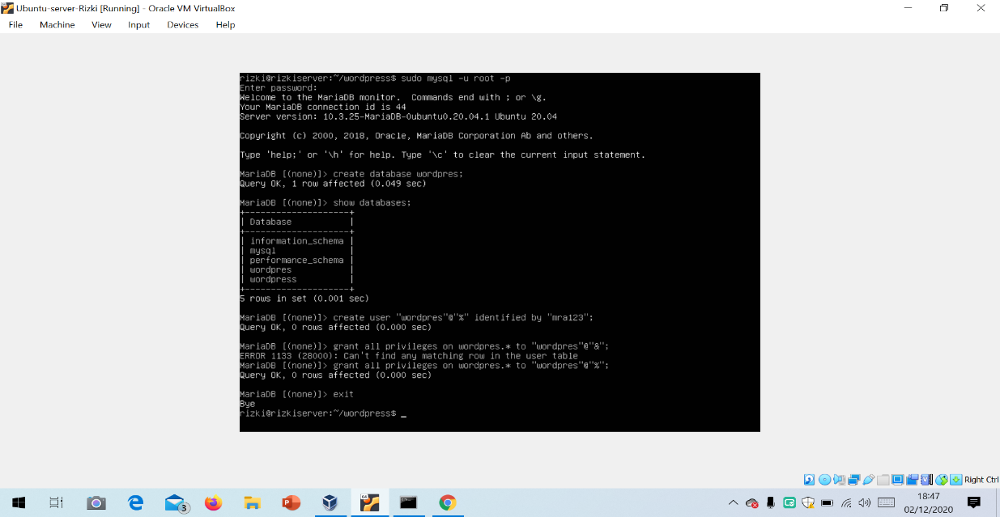 Ubuntu-server-Rizki [Running] - Oracle VM VirtualBox
File Machine View Input Devices Help
rizki@rizkiserver:~/wordpress$ sudo mysql -u root -p
Enter password:
Welcome to the MariaDB monitor.  Commands end with ; or \g.
Your MariaDB connection id is 44
Server version: 10.3.25-MariaDB-0ubuntu0.20.04.1 Ubuntu 20.04
Copyright (c) 2000, 2018, Oracle, MariaDB Corporation Ab and others.
Type 'help;' or '\h' for help. Type '\c' to clear the current input statement.
MariaDB [(none)]> create database wordpres;
Query OK, 1 row affected (0.049 sec)
MariaDB [(none)]> show databases;
+--------------------+
| Database           |
+--------------------+
| information_schema |
| mysql              |
| performance_schema |
| wordpres           |
| wordpress          |
+--------------------+
5 rows in set (0.001 sec)
MariaDB [(none)]> create user "wordpres"@"%" identified by "mra123";
Query OK, 0 rows affected (0.000 sec)
MariaDB [(none)]> grant all privileges on wordpres.* to "wordpres"@"&";
ERROR 1133 (28000): Can't find any matching row in the user table
MariaDB [(none)]> grant all privileges on wordpres.* to "wordpres"@"%";
Query OK, 0 rows affected (0.000 sec)
MariaDB [(none)]> exit
Bye
rizki@rizkiserver:~/wordpress$ _
Right Ctrl
3
18:47
02/12/2020